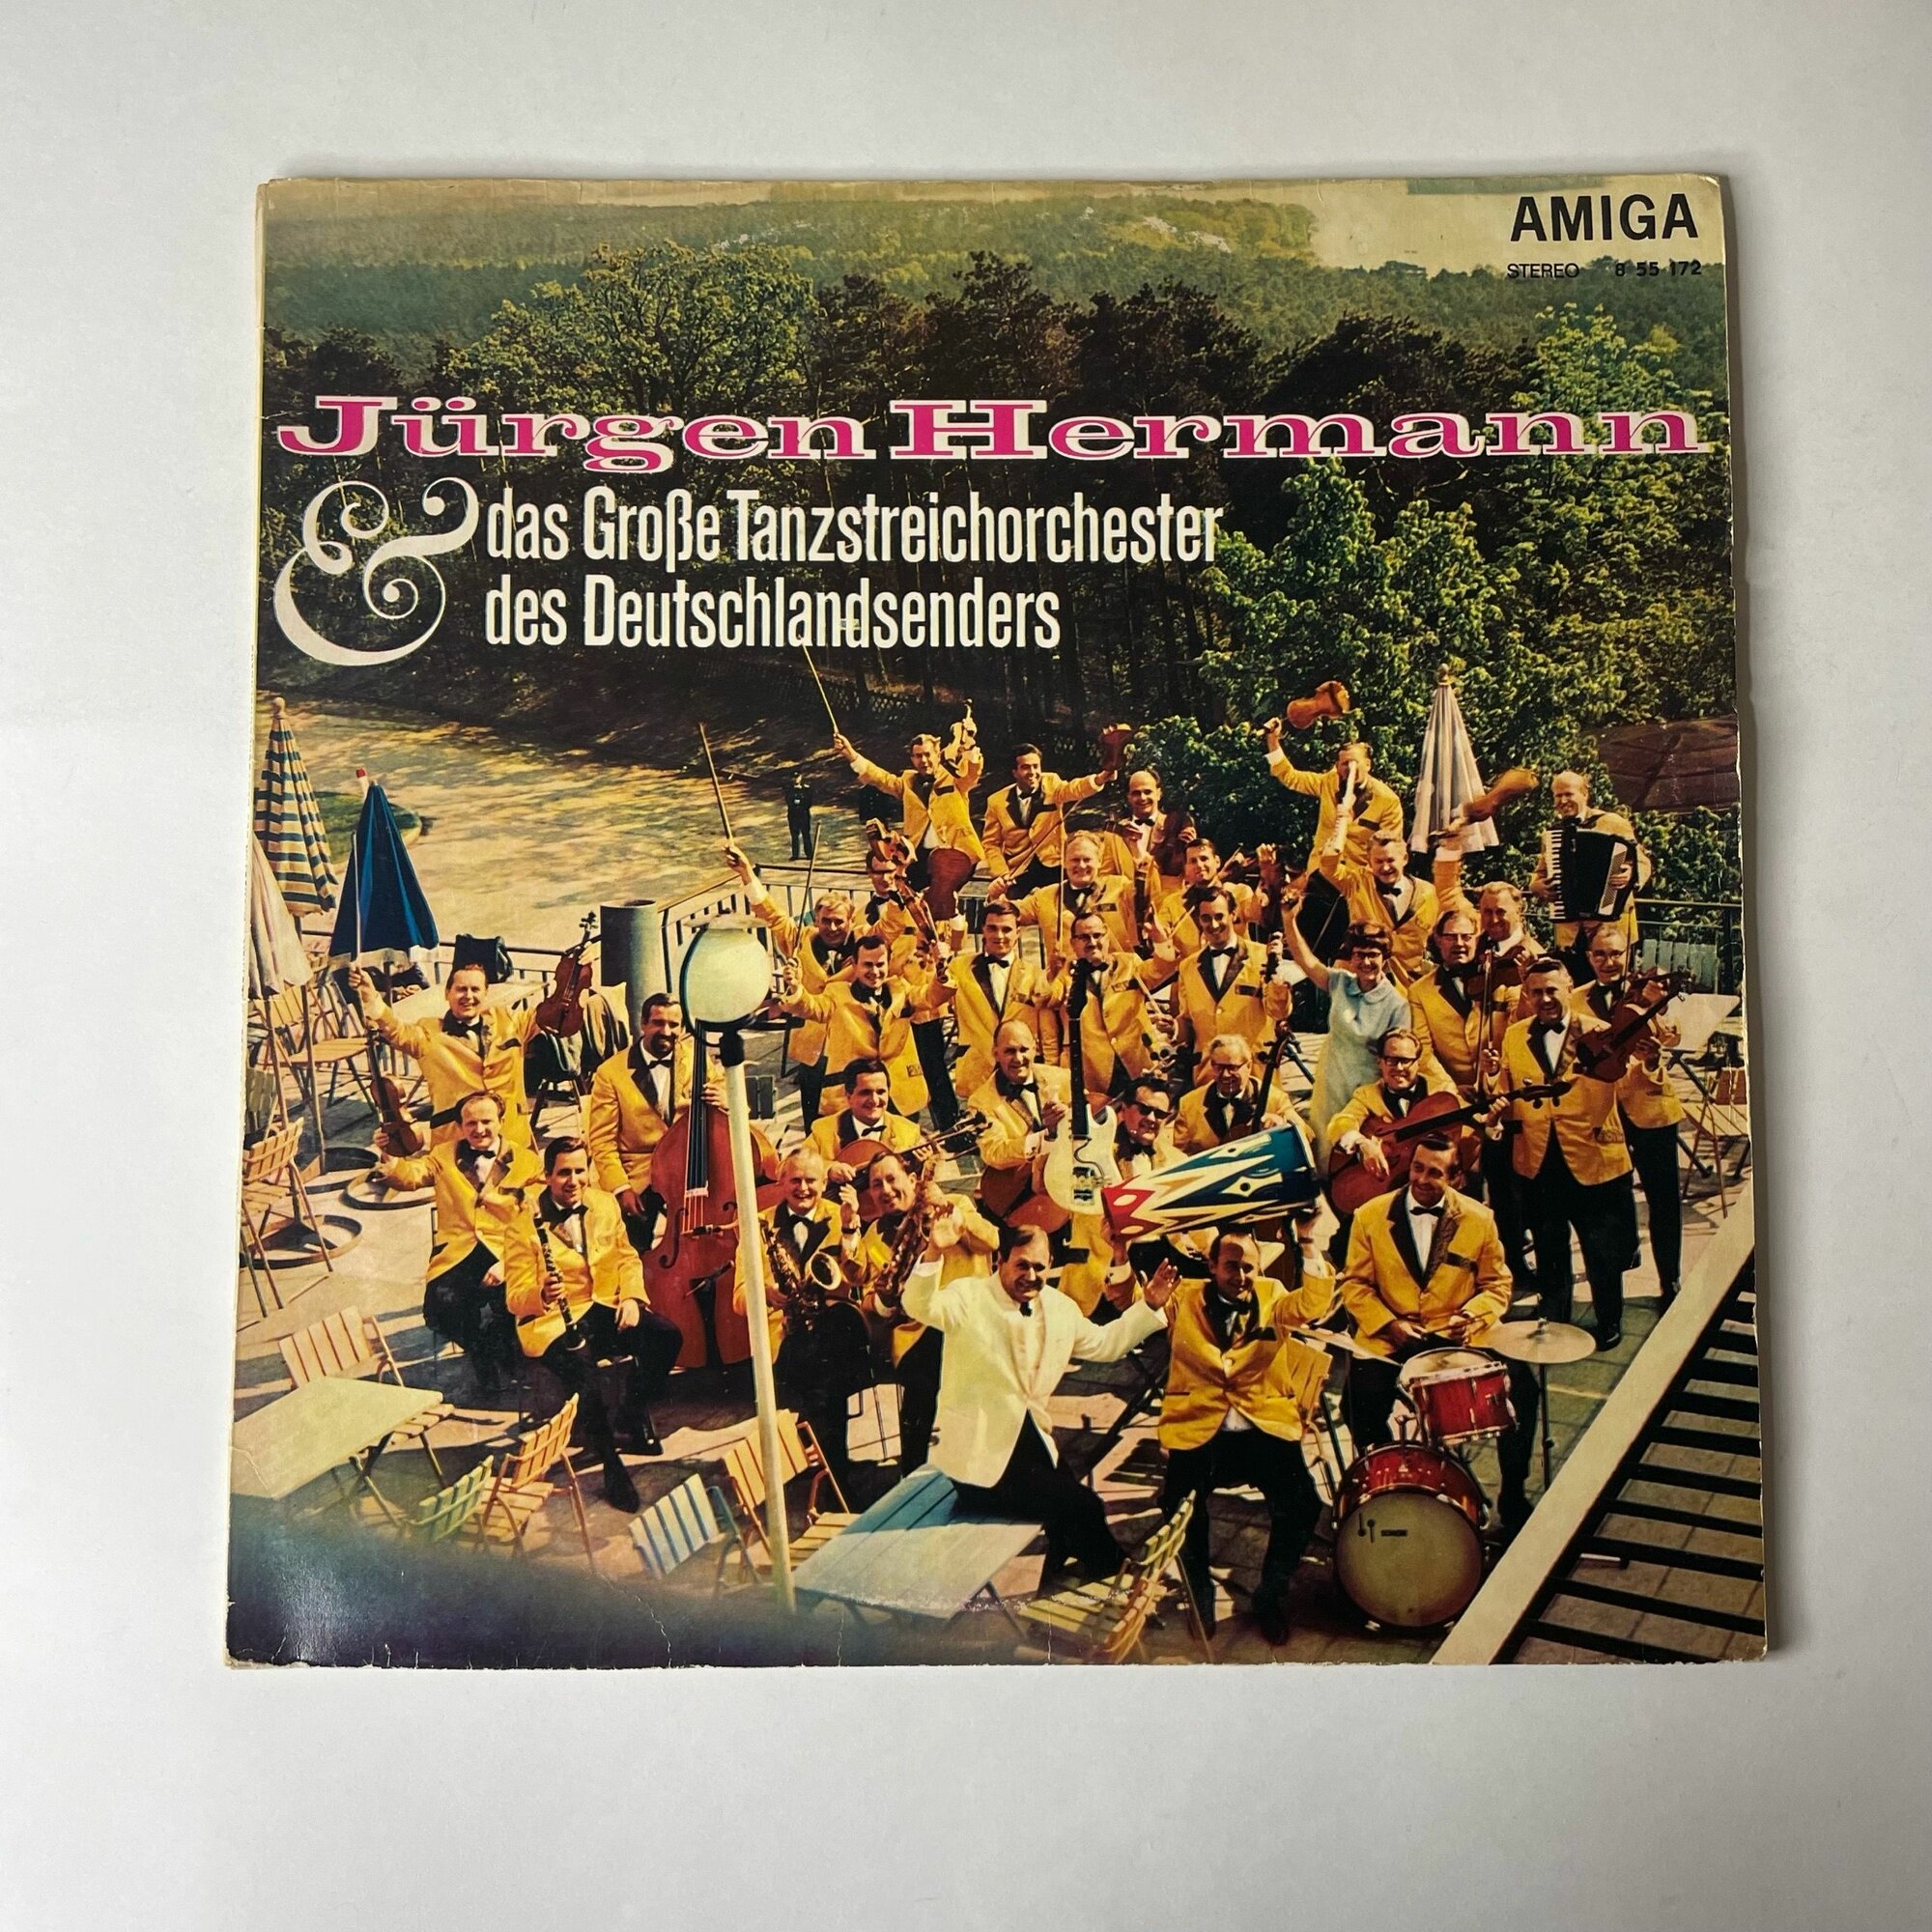 AMIGA
STEREO 8 55 172
Jürgen Hermann
& das Große Tanzstreichorchester
des Deutschlandsenders